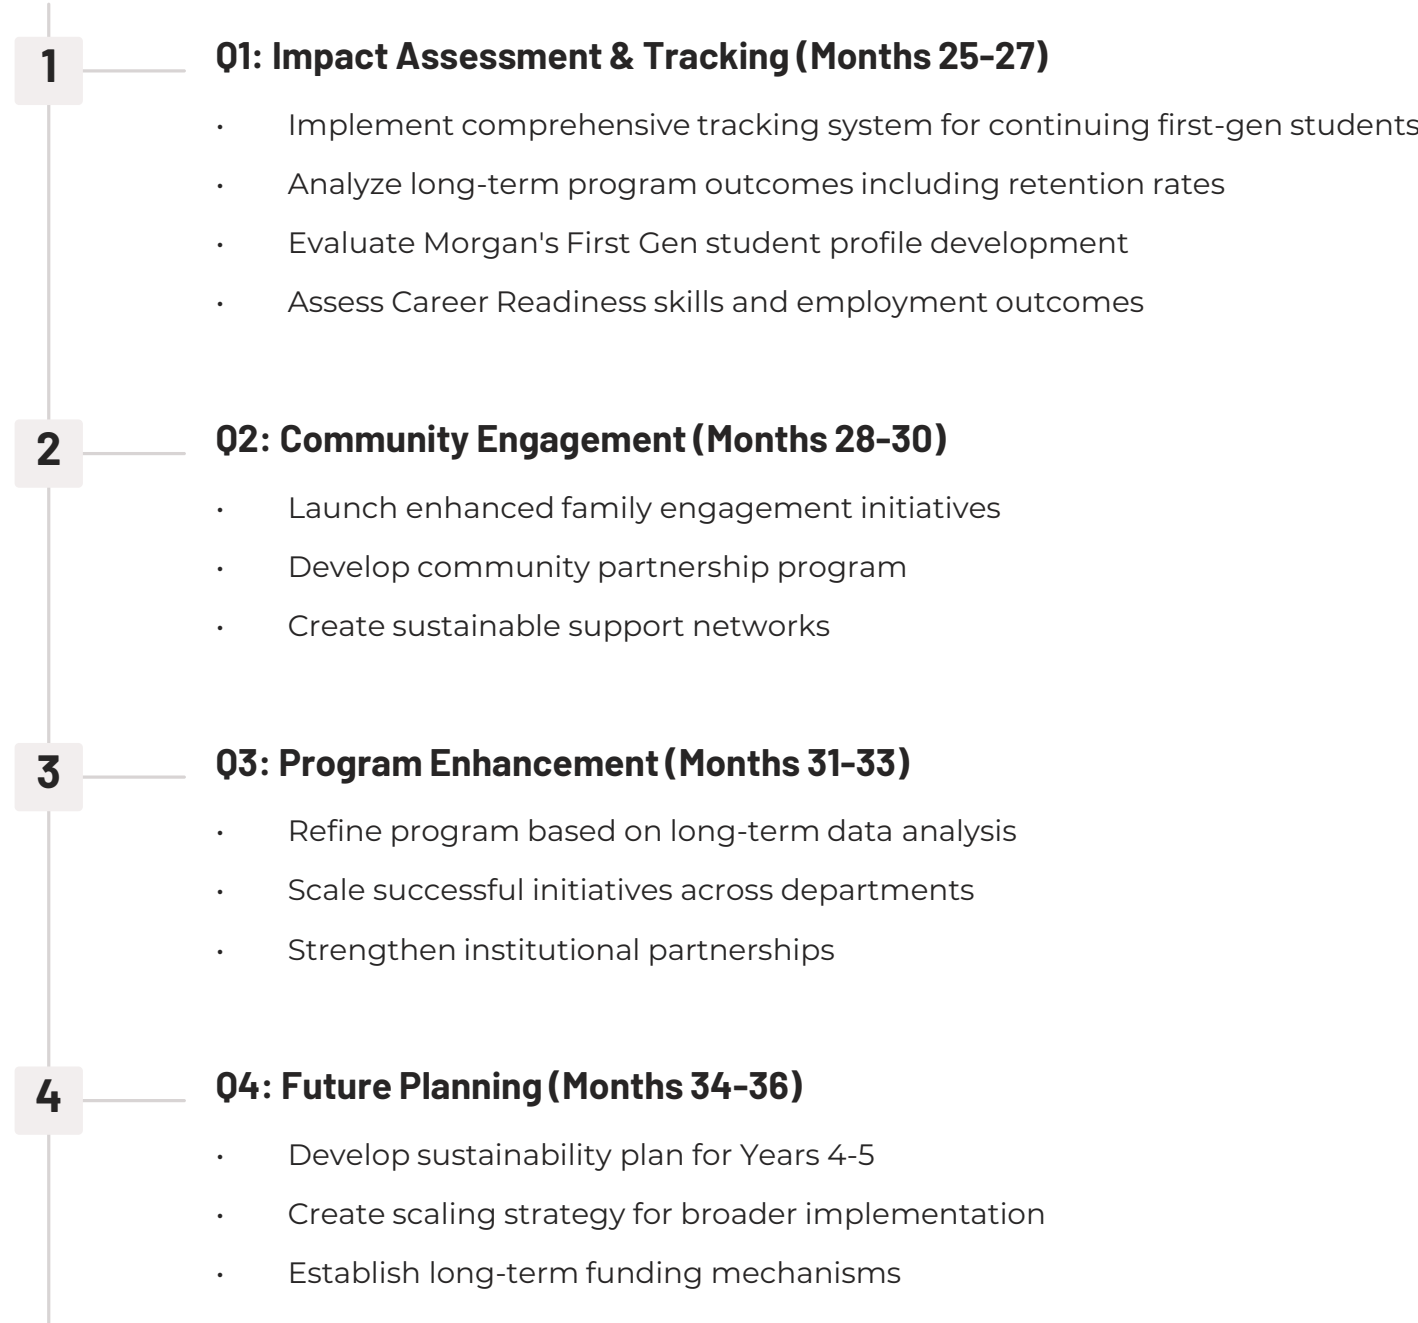 1
Q1: Impact Assessment & Tracking (Months 25-27)
• Implement comprehensive tracking system for continuing first-gen students
• Analyze long-term program outcomes including retention rates
• Evaluate Morgan's First Gen student profile development
• Assess Career Readiness skills and employment outcomes
2
Q2: Community Engagement (Months 28-30)
• Launch enhanced family engagement initiatives
• Develop community partnership program
• Create sustainable support networks
3
Q3: Program Enhancement (Months 31-33)
• Refine program based on long-term data analysis
• Scale successful initiatives across departments
• Strengthen institutional partnerships
4
Q4: Future Planning (Months 34-36)
• Develop sustainability plan for Years 4-5
• Create scaling strategy for broader implementation
• Establish long-term funding mechanisms